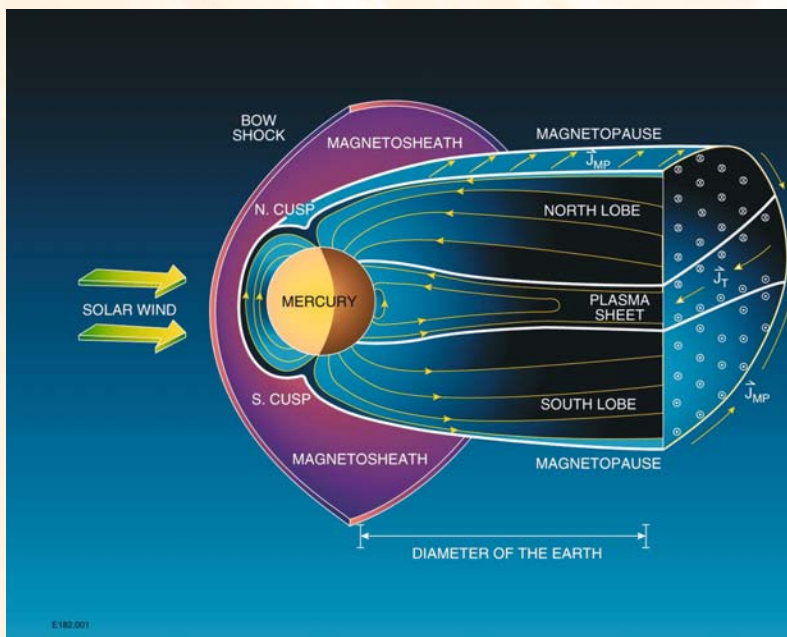 BOW
SHOCK
MAGNETOSHEATH
MAGNETOPAUSE
J_MP
N. CUSP
NORTH LOBE
J_T
SOLAR WIND
MERCURY
PLASMA
SHEET
S. CUSP
SOUTH LOBE
J_MP
MAGNETOSHEATH
MAGNETOPAUSE
DIAMETER OF THE EARTH
E182.001